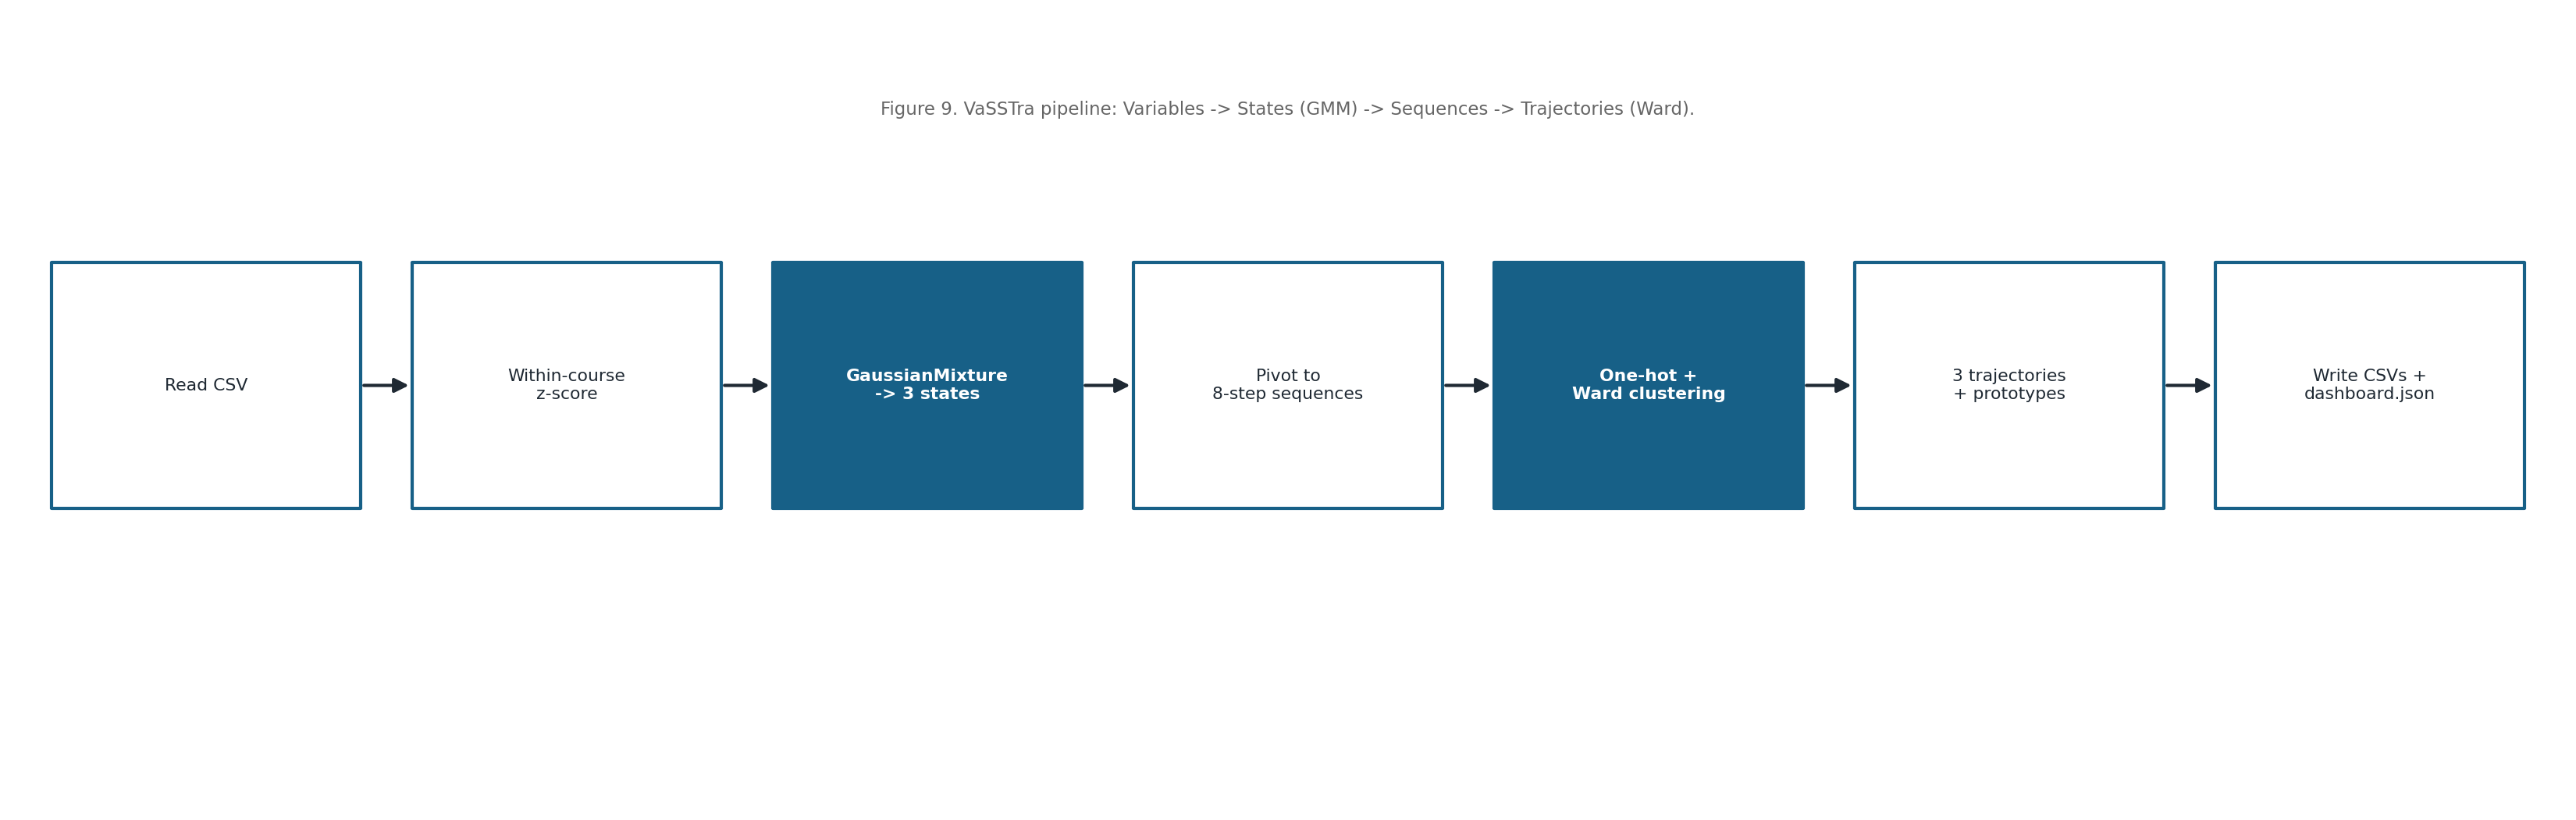 Figure 9. VaSSTra pipeline: Variables -> States (GMM) -> Sequences -> Trajectories (Ward).
Read CSV
Within-course
z-score
GaussianMixture
-> 3 states
Pivot to
8-step sequences
One-hot +
Ward clustering
3 trajectories
+ prototypes
Write CSVs +
dashboard.json